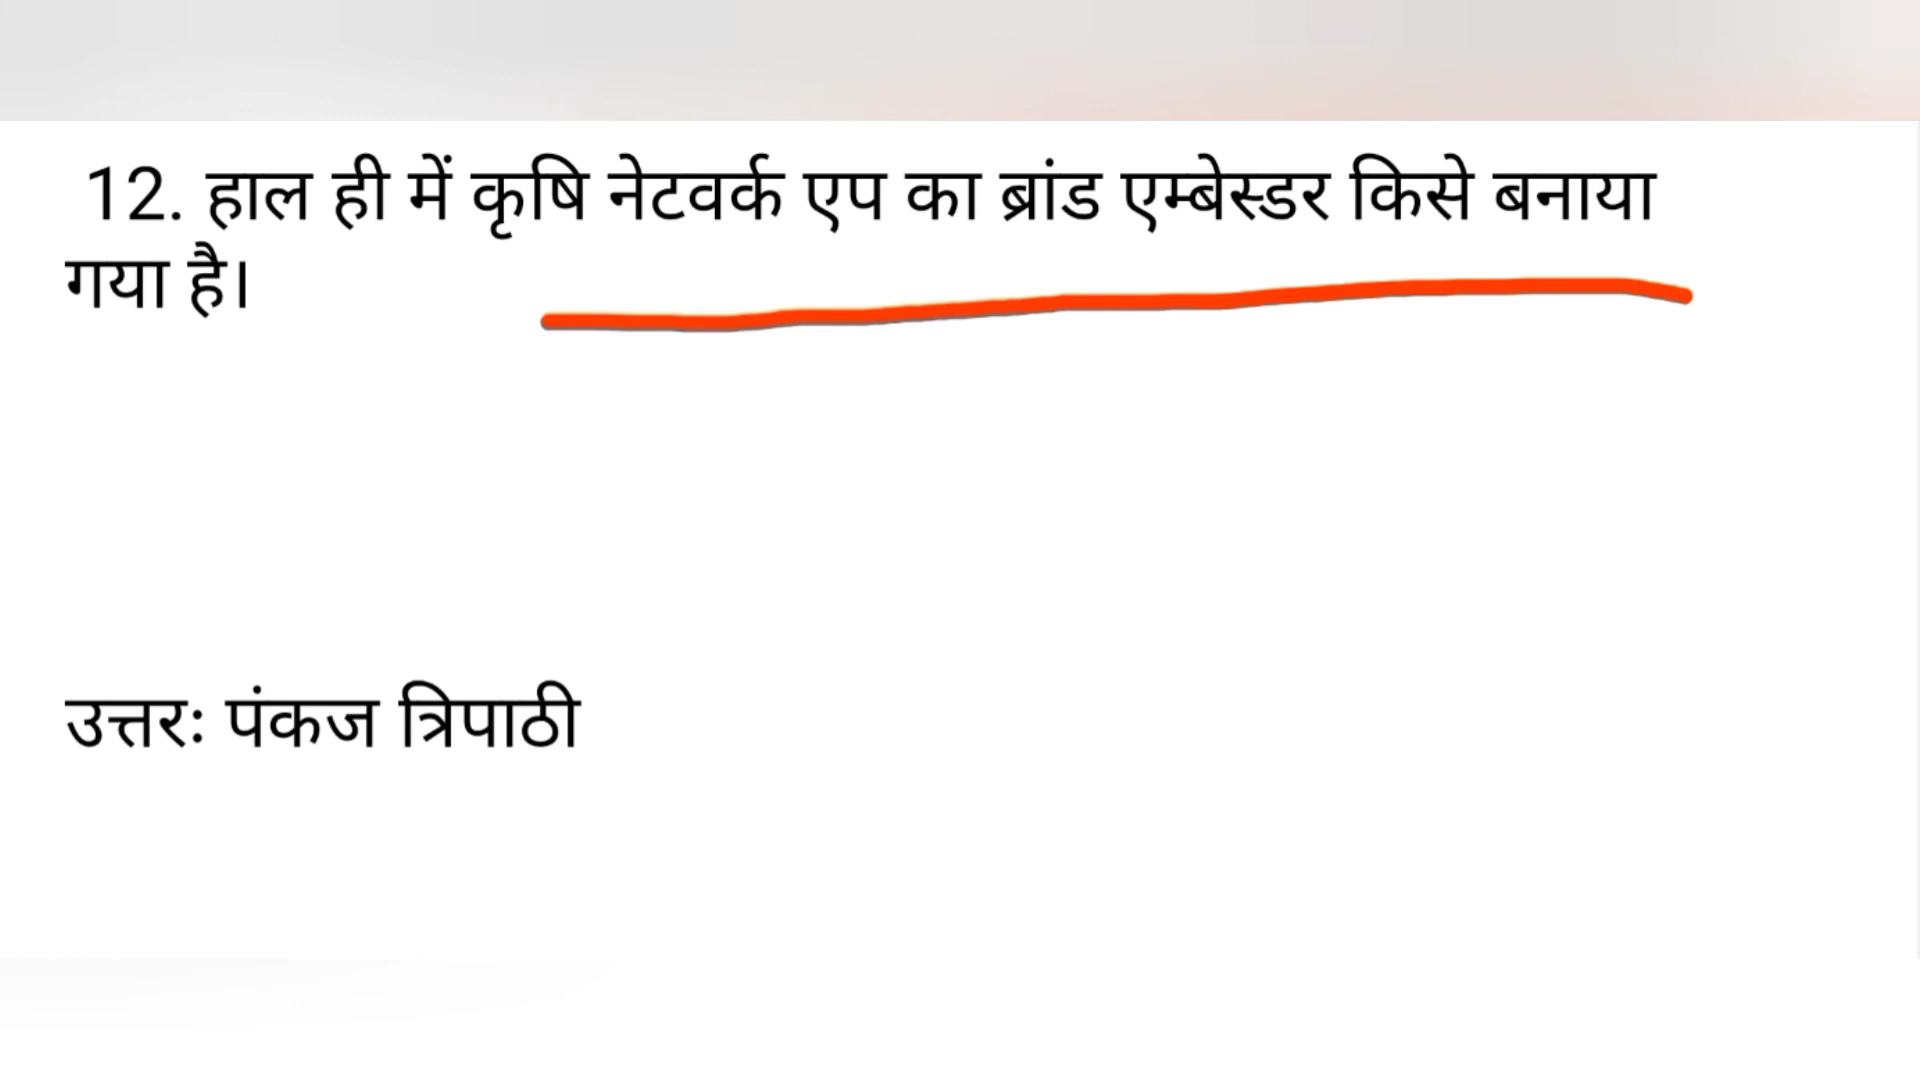 12. हाल ही में कृषि नेटवर्क एप का ब्रांड एम्बेस्डर किसे बनाया
गया है।
उत्तरः पंकज त्रिपाठी